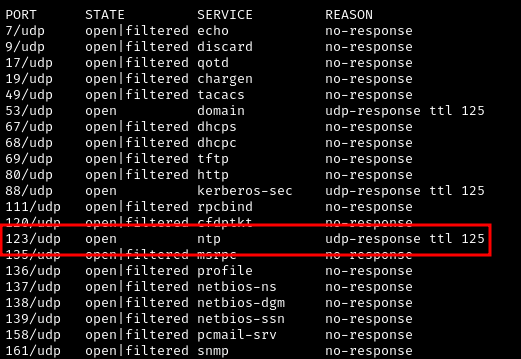 PORT STATE SERVICE REASON
7/udp open|filtered echo no-response
9/udp open|filtered discard no-response
17/udp open|filtered qotd no-response
19/udp open|filtered chargen no-response
49/udp open|filtered tacacs no-response
53/udp open domain udp-response ttl 125
67/udp open|filtered dhcps no-response
68/udp open|filtered dhcpc no-response
69/udp open|filtered tftp no-response
80/udp open|filtered http no-response
88/udp open kerberos-sec udp-response ttl 125
111/udp open|filtered rpcbind no-response
120/udp open|filtered cfdptkt no-response
123/udp open ntp udp-response ttl 125
135/udp open|filtered msrpc no-response
136/udp open|filtered profile no-response
137/udp open|filtered netbios-ns no-response
138/udp open|filtered netbios-dgm no-response
139/udp open|filtered netbios-ssn no-response
158/udp open|filtered pcmail-srv no-response
161/udp open|filtered snmp no-response